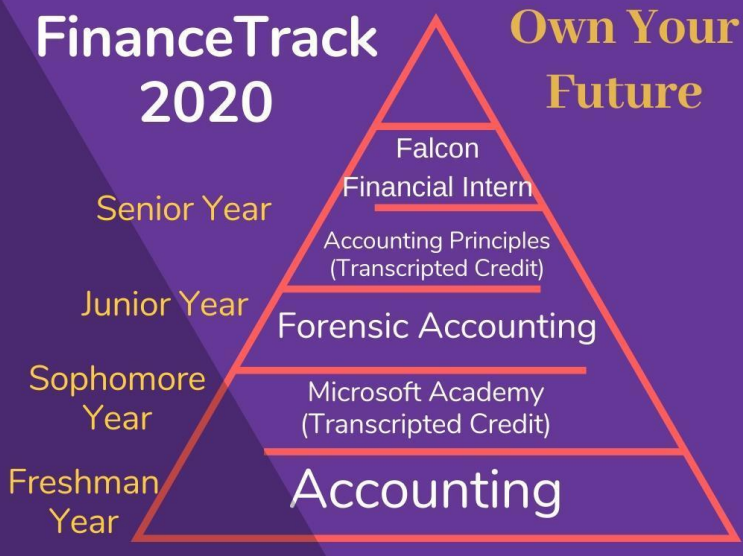 FinanceTrack
2020
Own Your
Future
Falcon
Financial Intern
Senior Year
Accounting Principles
(Transcripted Credit)
Junior Year
Forensic Accounting
Sophomore
Year
Microsoft Academy
(Transcripted Credit)
Freshman
Year
Accounting